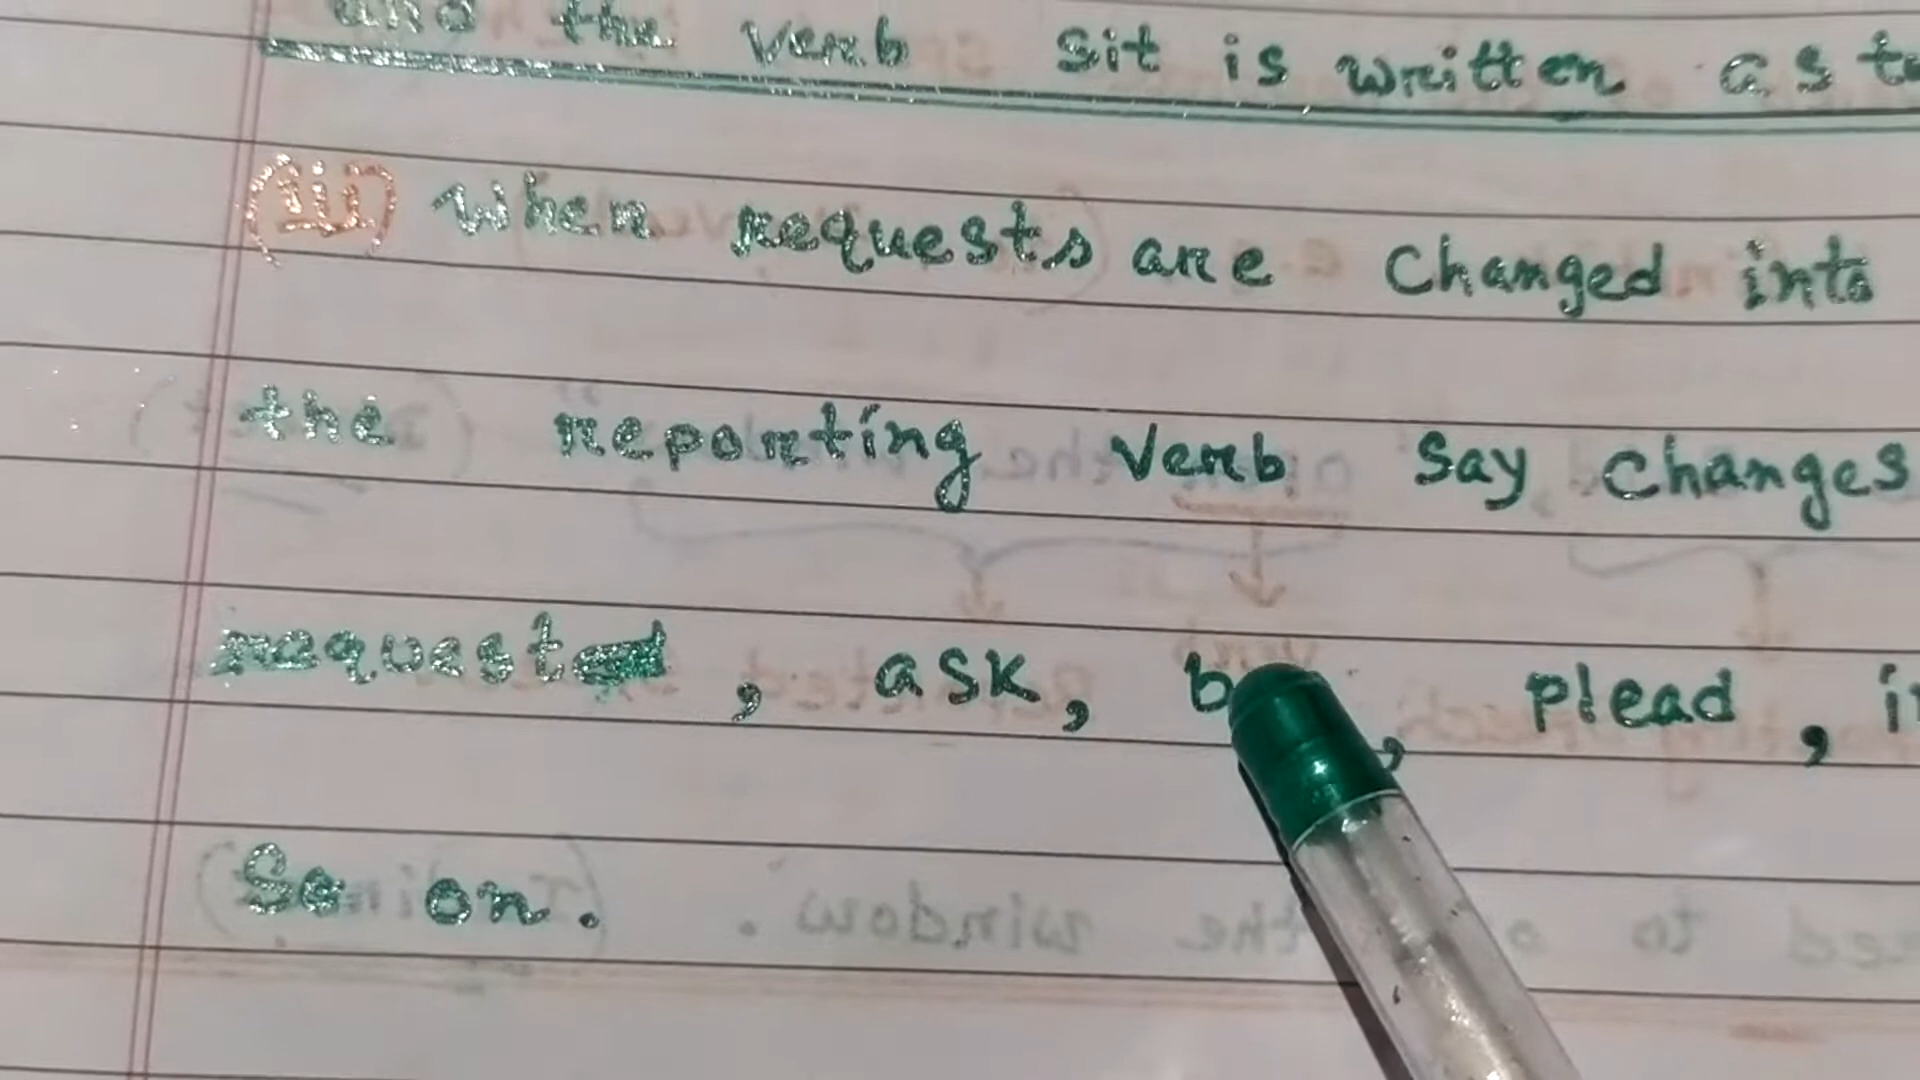 and the verb sit is written as
(iii) When requests are Changed into
the reporting verb say changes
request, ask, plead,
So on.